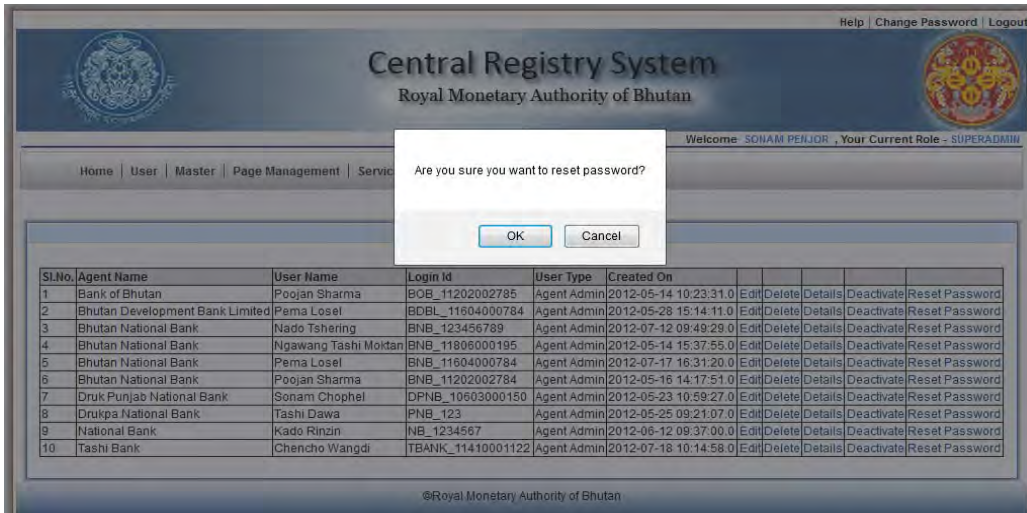 Help | Change Password | Logout
Central Registry System
Royal Monetary Authority of Bhutan
Welcome SONAM PENJOR , Your Current Role - SUPERADMIN
Home | User | Master | Page Management | Servic
Are you sure you want to reset password?
OK Cancel
Sl.No. Agent Name User Name Login Id User Type Created On
1 Bank of Bhutan Poojan Sharma BOB_11202002785 Agent Admin 2012-05-14 10:23:31.0 Edit Delete Details Deactivate Reset Password
2 Bhutan Development Bank Limited Pema Losel BDBL_11604000784 Agent Admin 2012-05-28 15:14:11.0 Edit Delete Details Deactivate Reset Password
3 Bhutan National Bank Nado Tshering BNB_123456789 Agent Admin 2012-07-12 09:49:29.0 Edit Delete Details Deactivate Reset Password
4 Bhutan National Bank Ngawang Tashi Moktan BNB_11806000195 Agent Admin 2012-05-14 15:37:55.0 Edit Delete Details Deactivate Reset Password
5 Bhutan National Bank Pema Losel BNB_11604000784 Agent Admin 2012-07-17 16:31:20.0 Edit Delete Details Deactivate Reset Password
6 Bhutan National Bank Poojan Sharma BNB_11202002784 Agent Admin 2012-05-16 14:17:51.0 Edit Delete Details Deactivate Reset Password
7 Druk Punjab National Bank Sonam Chophel DPNB_10603000150 Agent Admin 2012-05-23 10:59:27.0 Edit Delete Details Deactivate Reset Password
8 Drukpa National Bank Tashi Dawa PNB_123 Agent Admin 2012-05-25 09:21:07.0 Edit Delete Details Deactivate Reset Password
9 National Bank Kado Rinzin NB_1234567 Agent Admin 2012-06-12 09:37:00.0 Edit Delete Details Deactivate Reset Password
10 Tashi Bank Chencho Wangdi TBANK_11410001122 Agent Admin 2012-07-18 10:14:58.0 Edit Delete Details Deactivate Reset Password
©Royal Monetary Authority of Bhutan